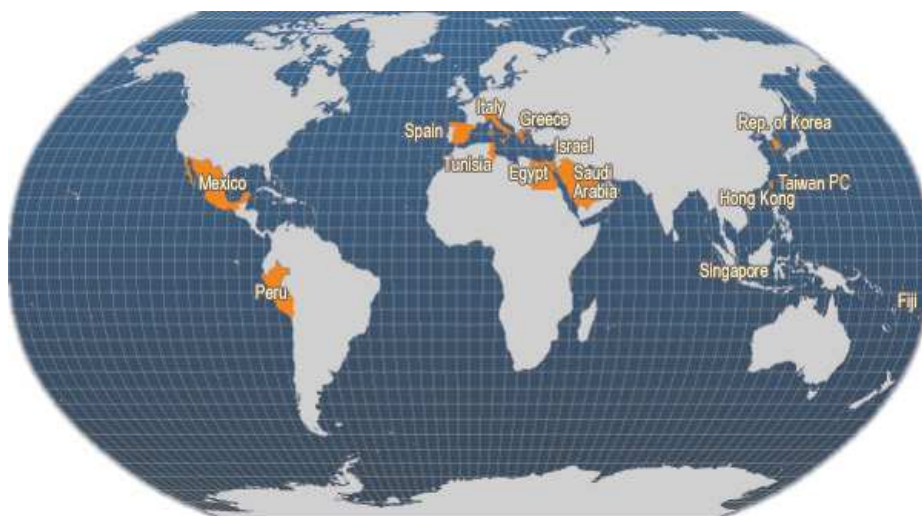 Italy
Spain
Greece
Rep. of Korea
Israel
Tunisia
Egypt
Saudi
Arabia
Mexico
Taiwan PC
Hong Kong
Singapore
Peru
Fiji